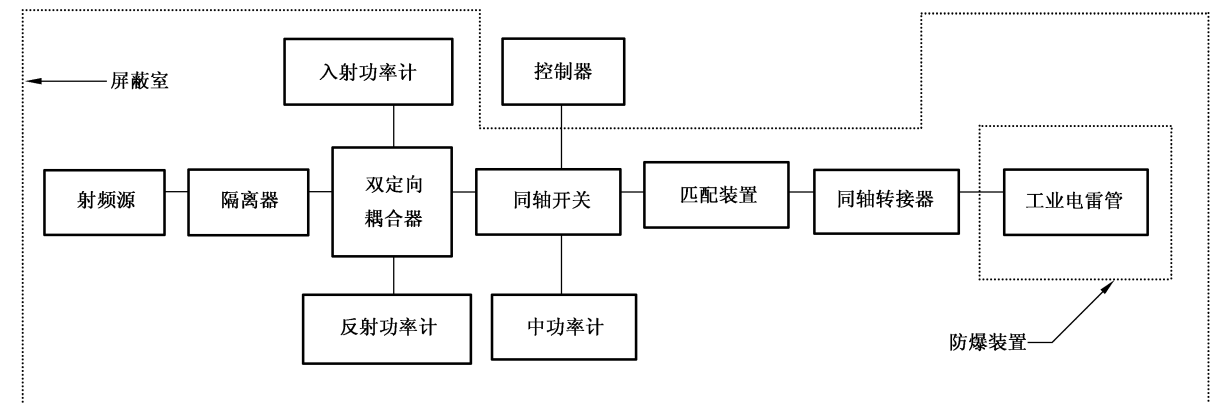 入射功率计
控制器
屏蔽室
射频源
隔离器
双定向
耦合器
同轴开关
匹配装置
同轴转接器
工业电雷管
反射功率计
中功率计
防爆装置